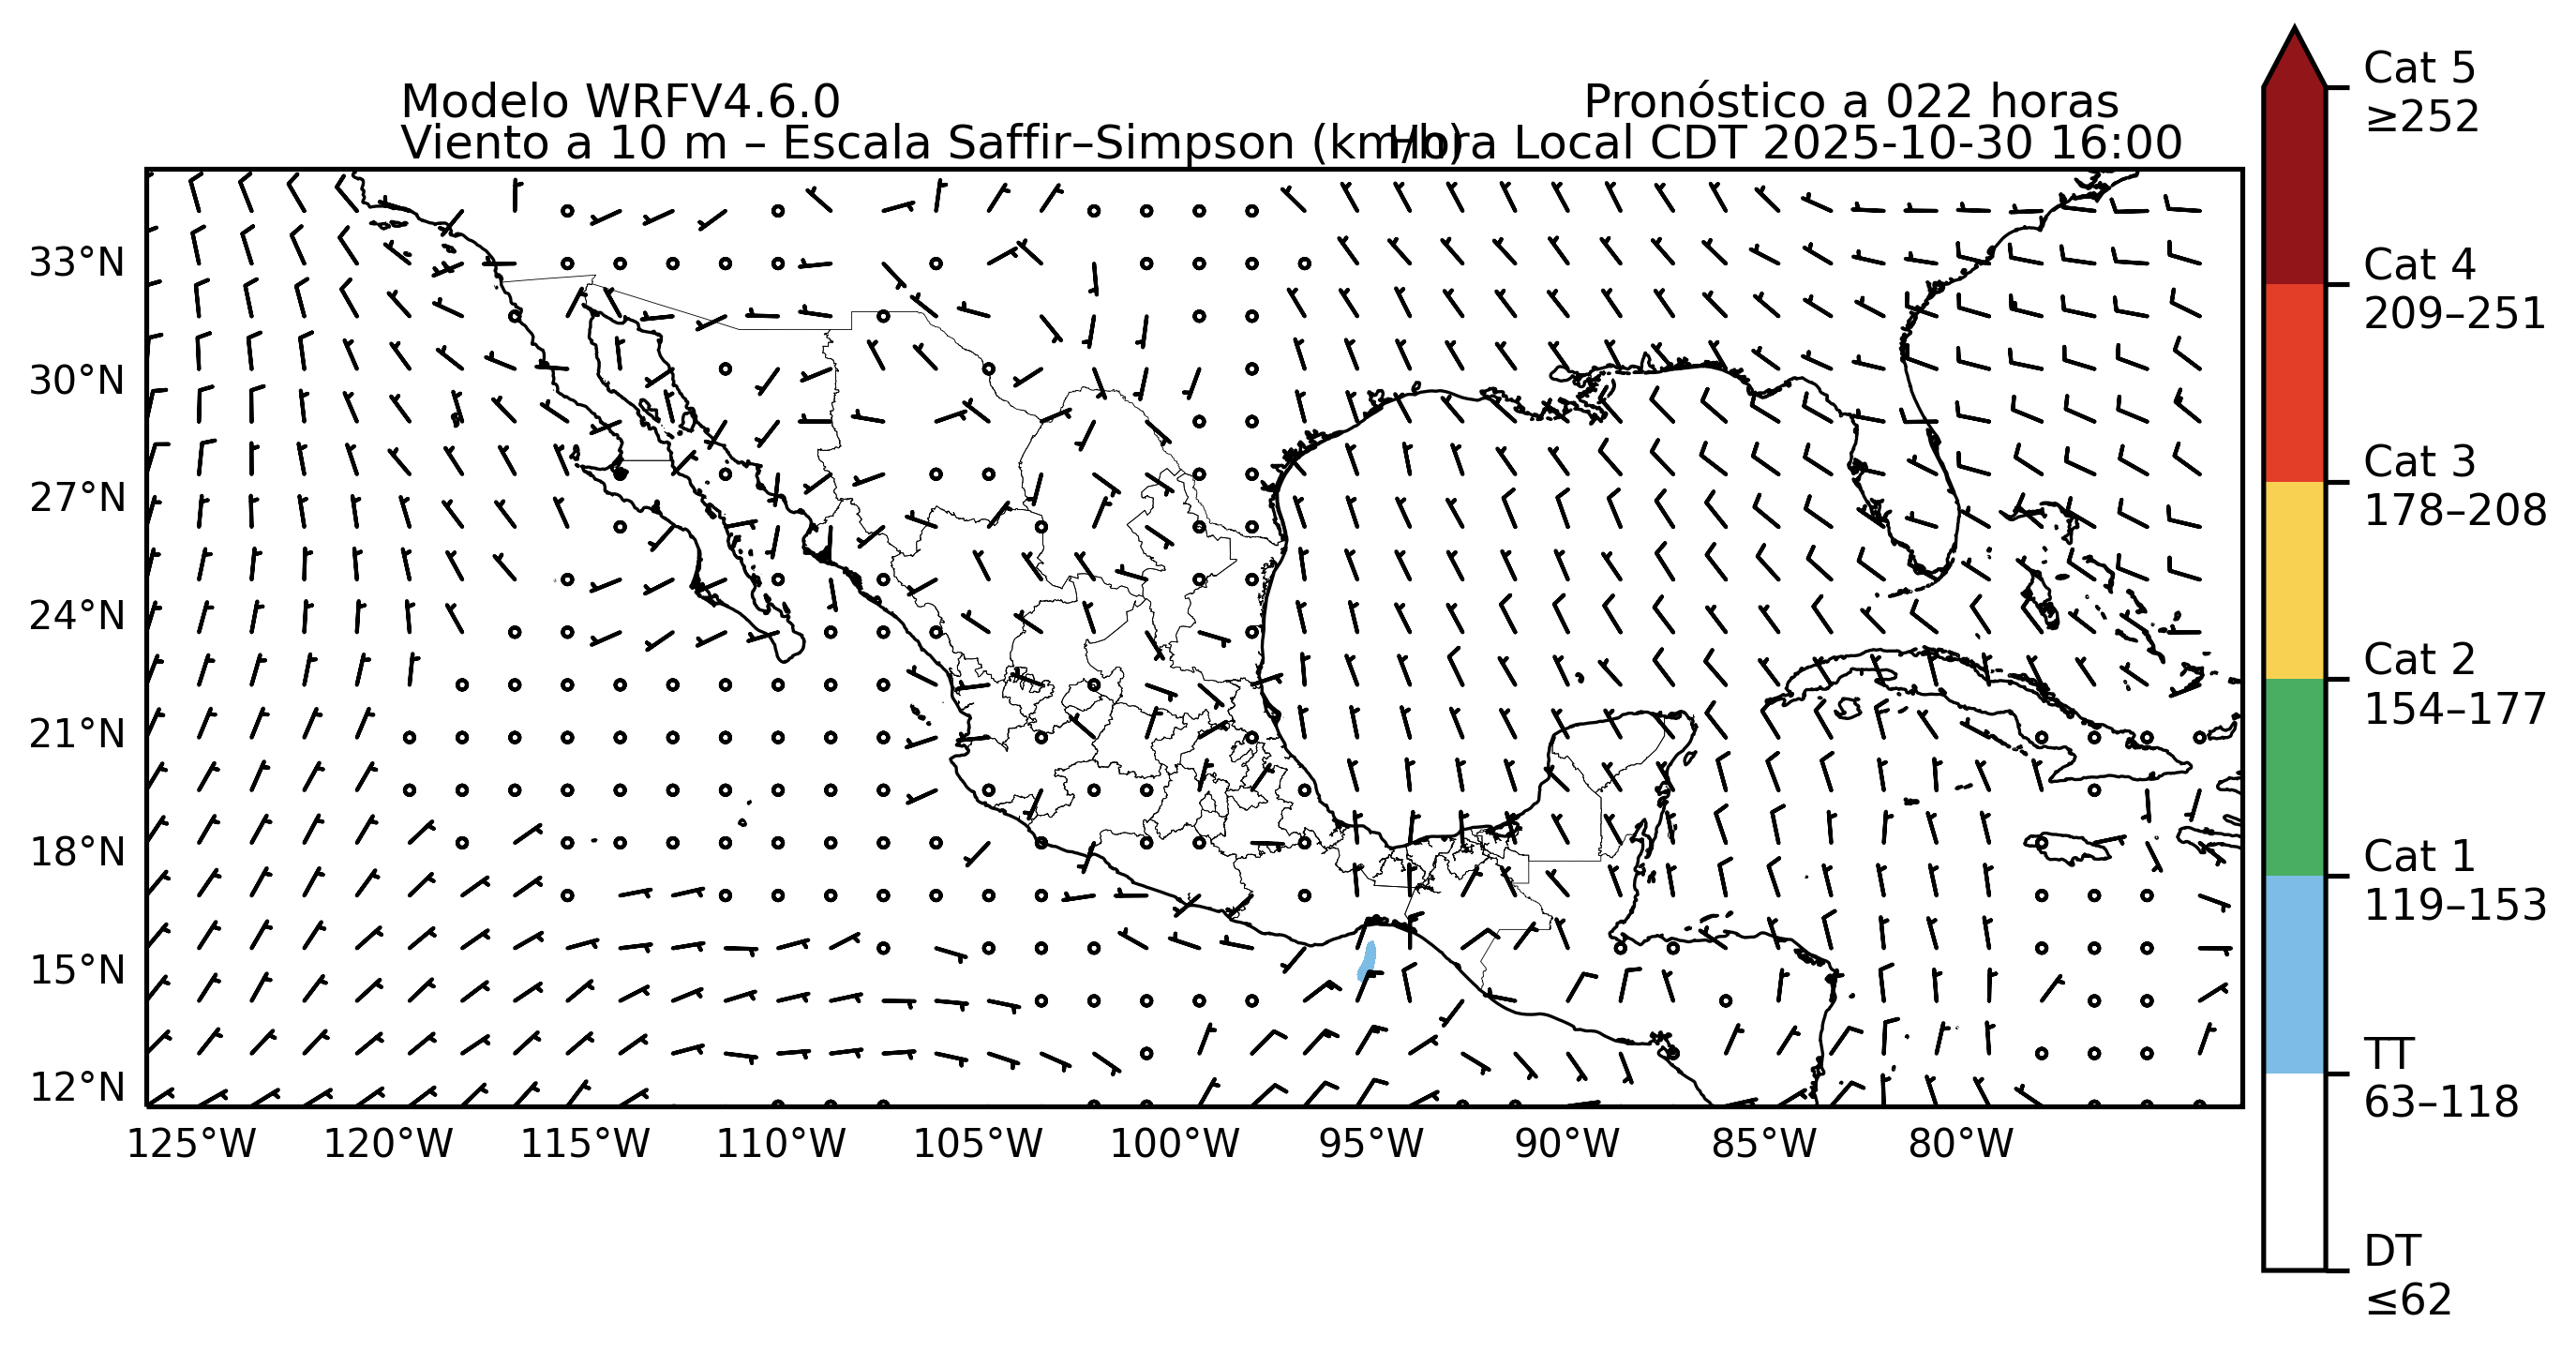 Modelo WRFV4.6.0
Pronóstico a 022 horas
Viento a 10 m – Escala Saffir–Simpson (km/h)
Hora Local CDT 2025-10-30 16:00
33°N
30°N
27°N
24°N
21°N
18°N
15°N
12°N
125°W
120°W
115°W
110°W
105°W
100°W
95°W
90°W
85°W
80°W
Cat 5
≥252
Cat 4
209–251
Cat 3
178–208
Cat 2
154–177
Cat 1
119–153
TT
63–118
DT
≤62